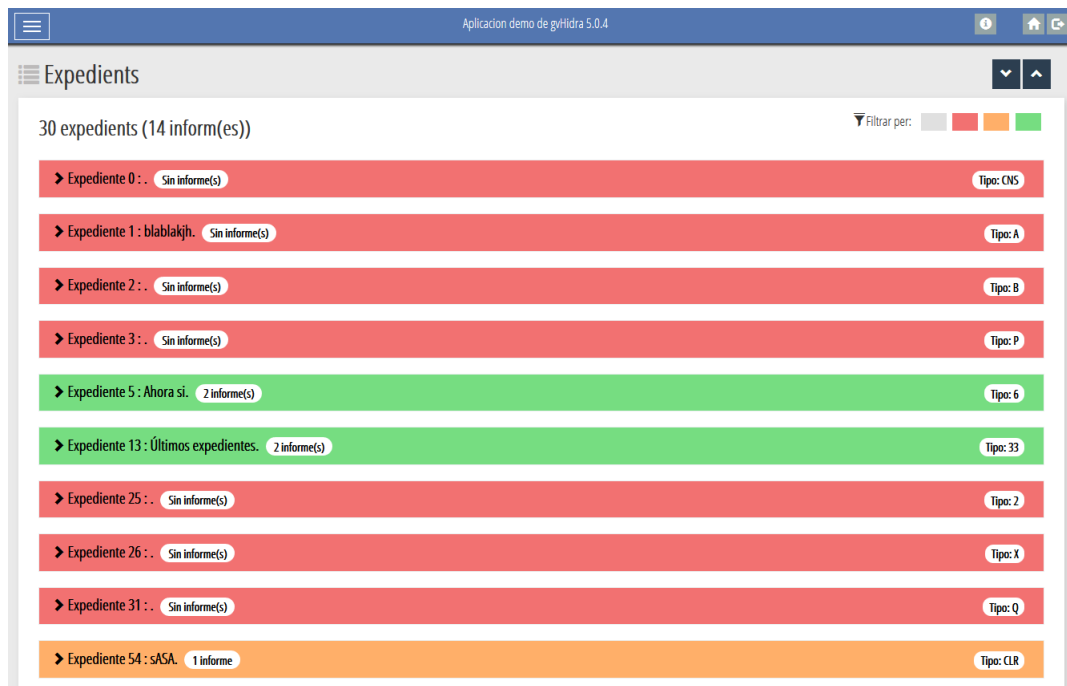 Aplicacion demo de gvHidra 5.0.4
Expedients
30 expedients (14 inform(es))
Filtrar per:
Expediente 0 : . Sin informe(s) Tipo: CNS
Expediente 1 : blablakjh. Sin informe(s) Tipo: A
Expediente 2 : . Sin informe(s) Tipo: B
Expediente 3 : . Sin informe(s) Tipo: P
Expediente 5 : Ahora si. 2 informe(s) Tipo: 6
Expediente 13 : Últimos expedientes. 2 informe(s) Tipo: 33
Expediente 25 : . Sin informe(s) Tipo: 2
Expediente 26 : . Sin informe(s) Tipo: X
Expediente 31 : . Sin informe(s) Tipo: Q
Expediente 54 : sASA. 1 informe Tipo: CLR